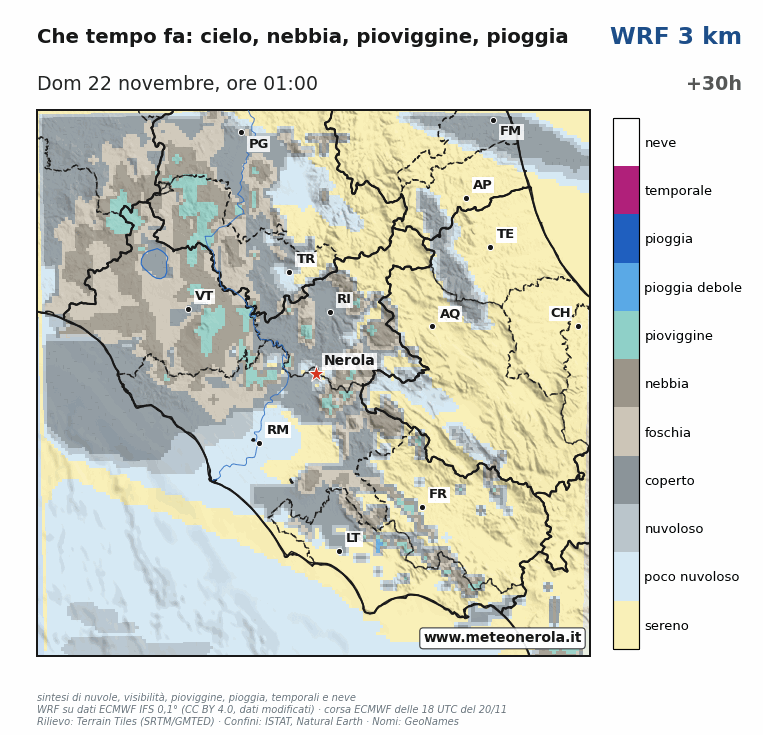 Che tempo fa: cielo, nebbia, pioviggine, pioggia
WRF 3 km
Dom 22 novembre, ore 01:00
+30h
FM
PG
AP
TE
TR
RI
VT
AQ
CH
Nerola
RM
FR
LT
www.meteonerola.it
neve
temporale
pioggia
pioggia debole
pioviggine
nebbia
foschia
coperto
nuvoloso
poco nuvoloso
sereno
sintesi di nuvole, visibilità, pioviggine, pioggia, temporali e neve
WRF su dati ECMWF IFS 0,1° (CC BY 4.0, dati modificati) · corsa ECMWF delle 18 UTC del 20/11
Rilievo: Terrain Tiles (SRTM/GMTED) · Confini: ISTAT, Natural Earth · Nomi: GeoNames